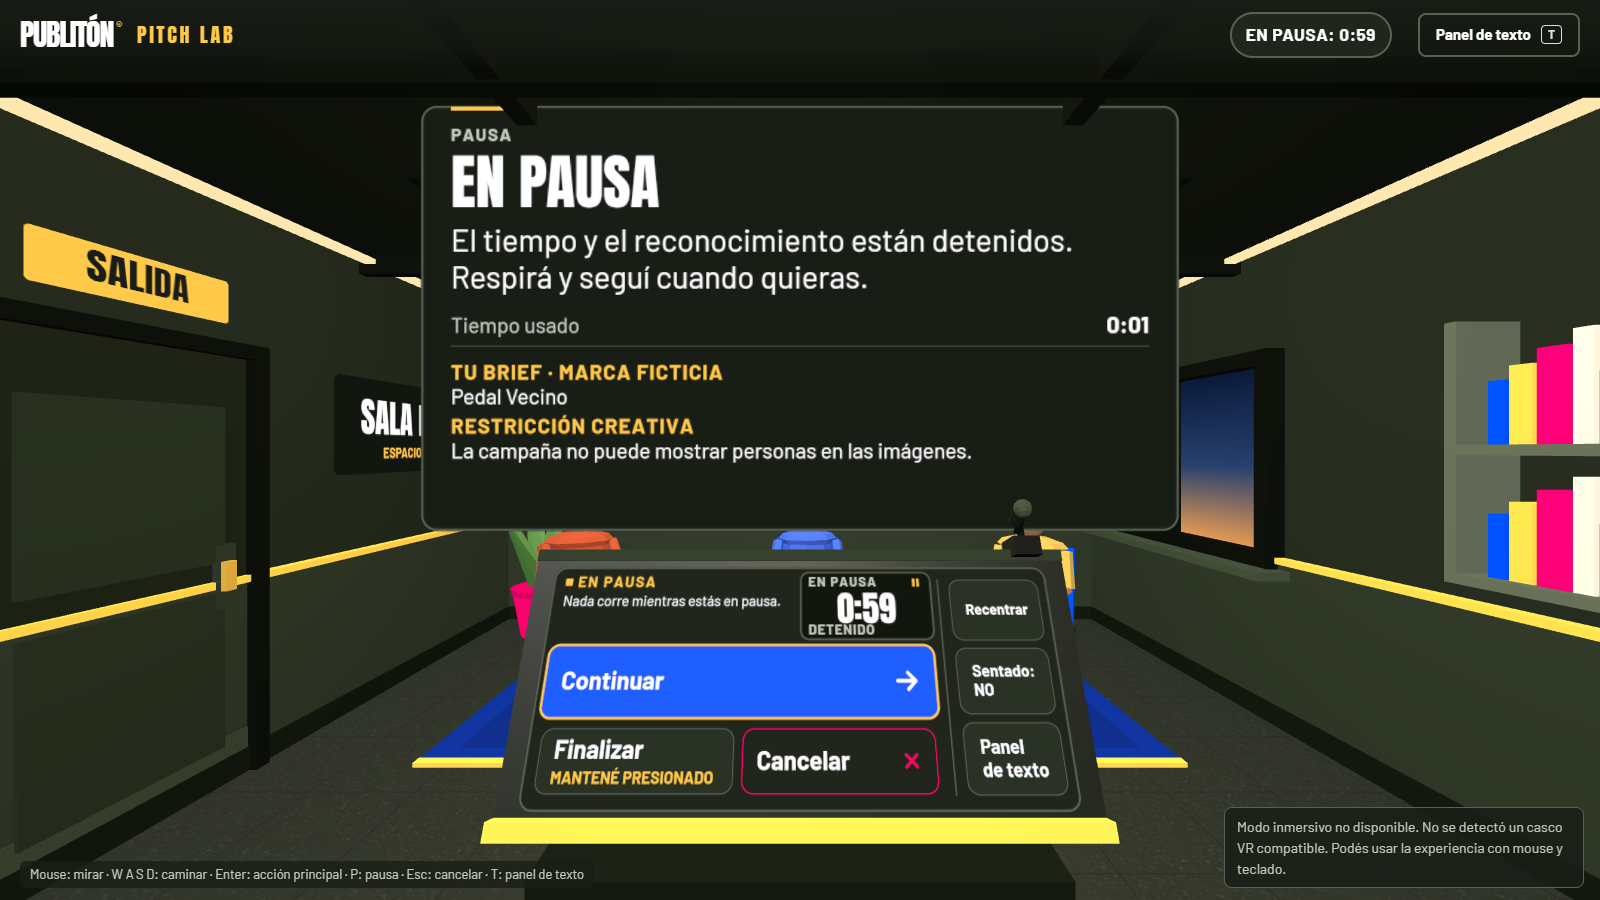 PUBLITÓN
PITCH LAB
EN PAUSA: 0:59
Panel de texto T
PAUSA
EN PAUSA
El tiempo y el reconocimiento están detenidos.
Respirá y seguí cuando quieras.
Tiempo usado 0:01
TU BRIEF · MARCA FICTICIA
Pedal Vecino
RESTRICCIÓN CREATIVA
La campaña no puede mostrar personas en las imágenes.
SALIDA
SALA
ESPACIO
EN PAUSA
Nada corre mientras estás en pausa.
EN PAUSA
0:59
DETENIDO
Continuar →
Finalizar
MANTENÉ PRESIONADO
Cancelar ×
Recentrar
Sentado:
NO
Panel
de texto
Mouse: mirar · W A S D: caminar · Enter: acción principal · P: pausa · Esc: cancelar · T: panel de texto
Modo inmersivo no disponible. No se detectó un casco
VR compatible. Podés usar la experiencia con mouse y
teclado.